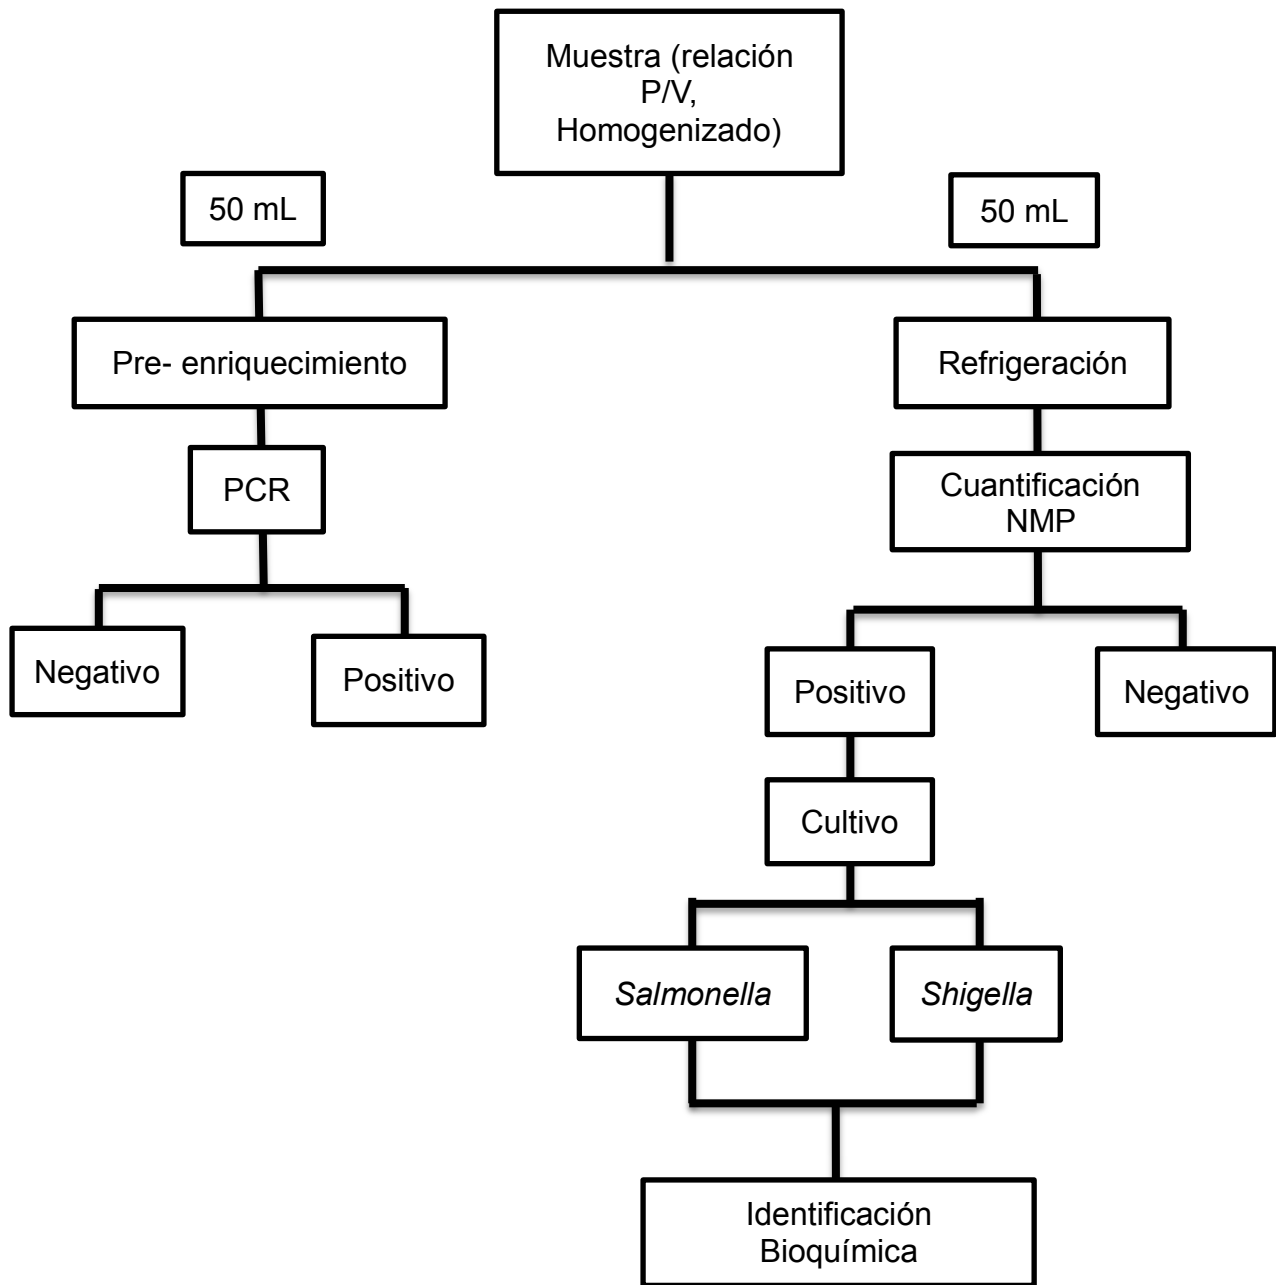 Muestra (relación
P/V,
Homogenizado)
50 mL
50 mL
Pre- enriquecimiento
Refrigeración
PCR
Cuantificación
NMP
Negativo
Positivo
Positivo
Negativo
Cultivo
Salmonella
Shigella
Identificación
Bioquímica